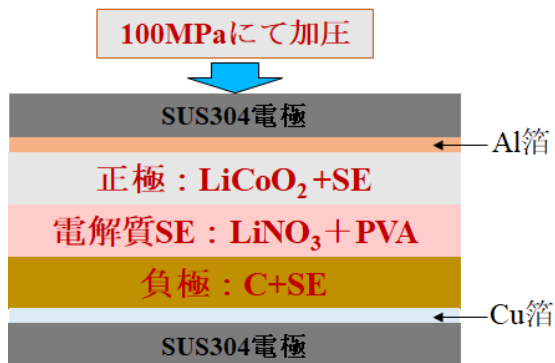 100MPaにて加圧
SUS304電極
Al箔
正極：LiCoO₂+SE
電解質SE：LiNO₃＋PVA
負極：C+SE
Cu箔
SUS304電極